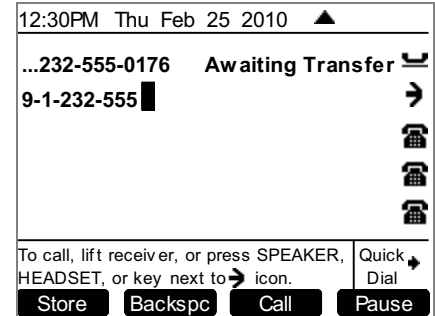 12:30PM Thu Feb 25 2010
...232-555-0176 Awaiting Transfer
9-1-232-555
To call, lift receiver, or press SPEAKER,
HEADSET, or key next to icon.
Quick
Dial
Store Backspc Call Pause